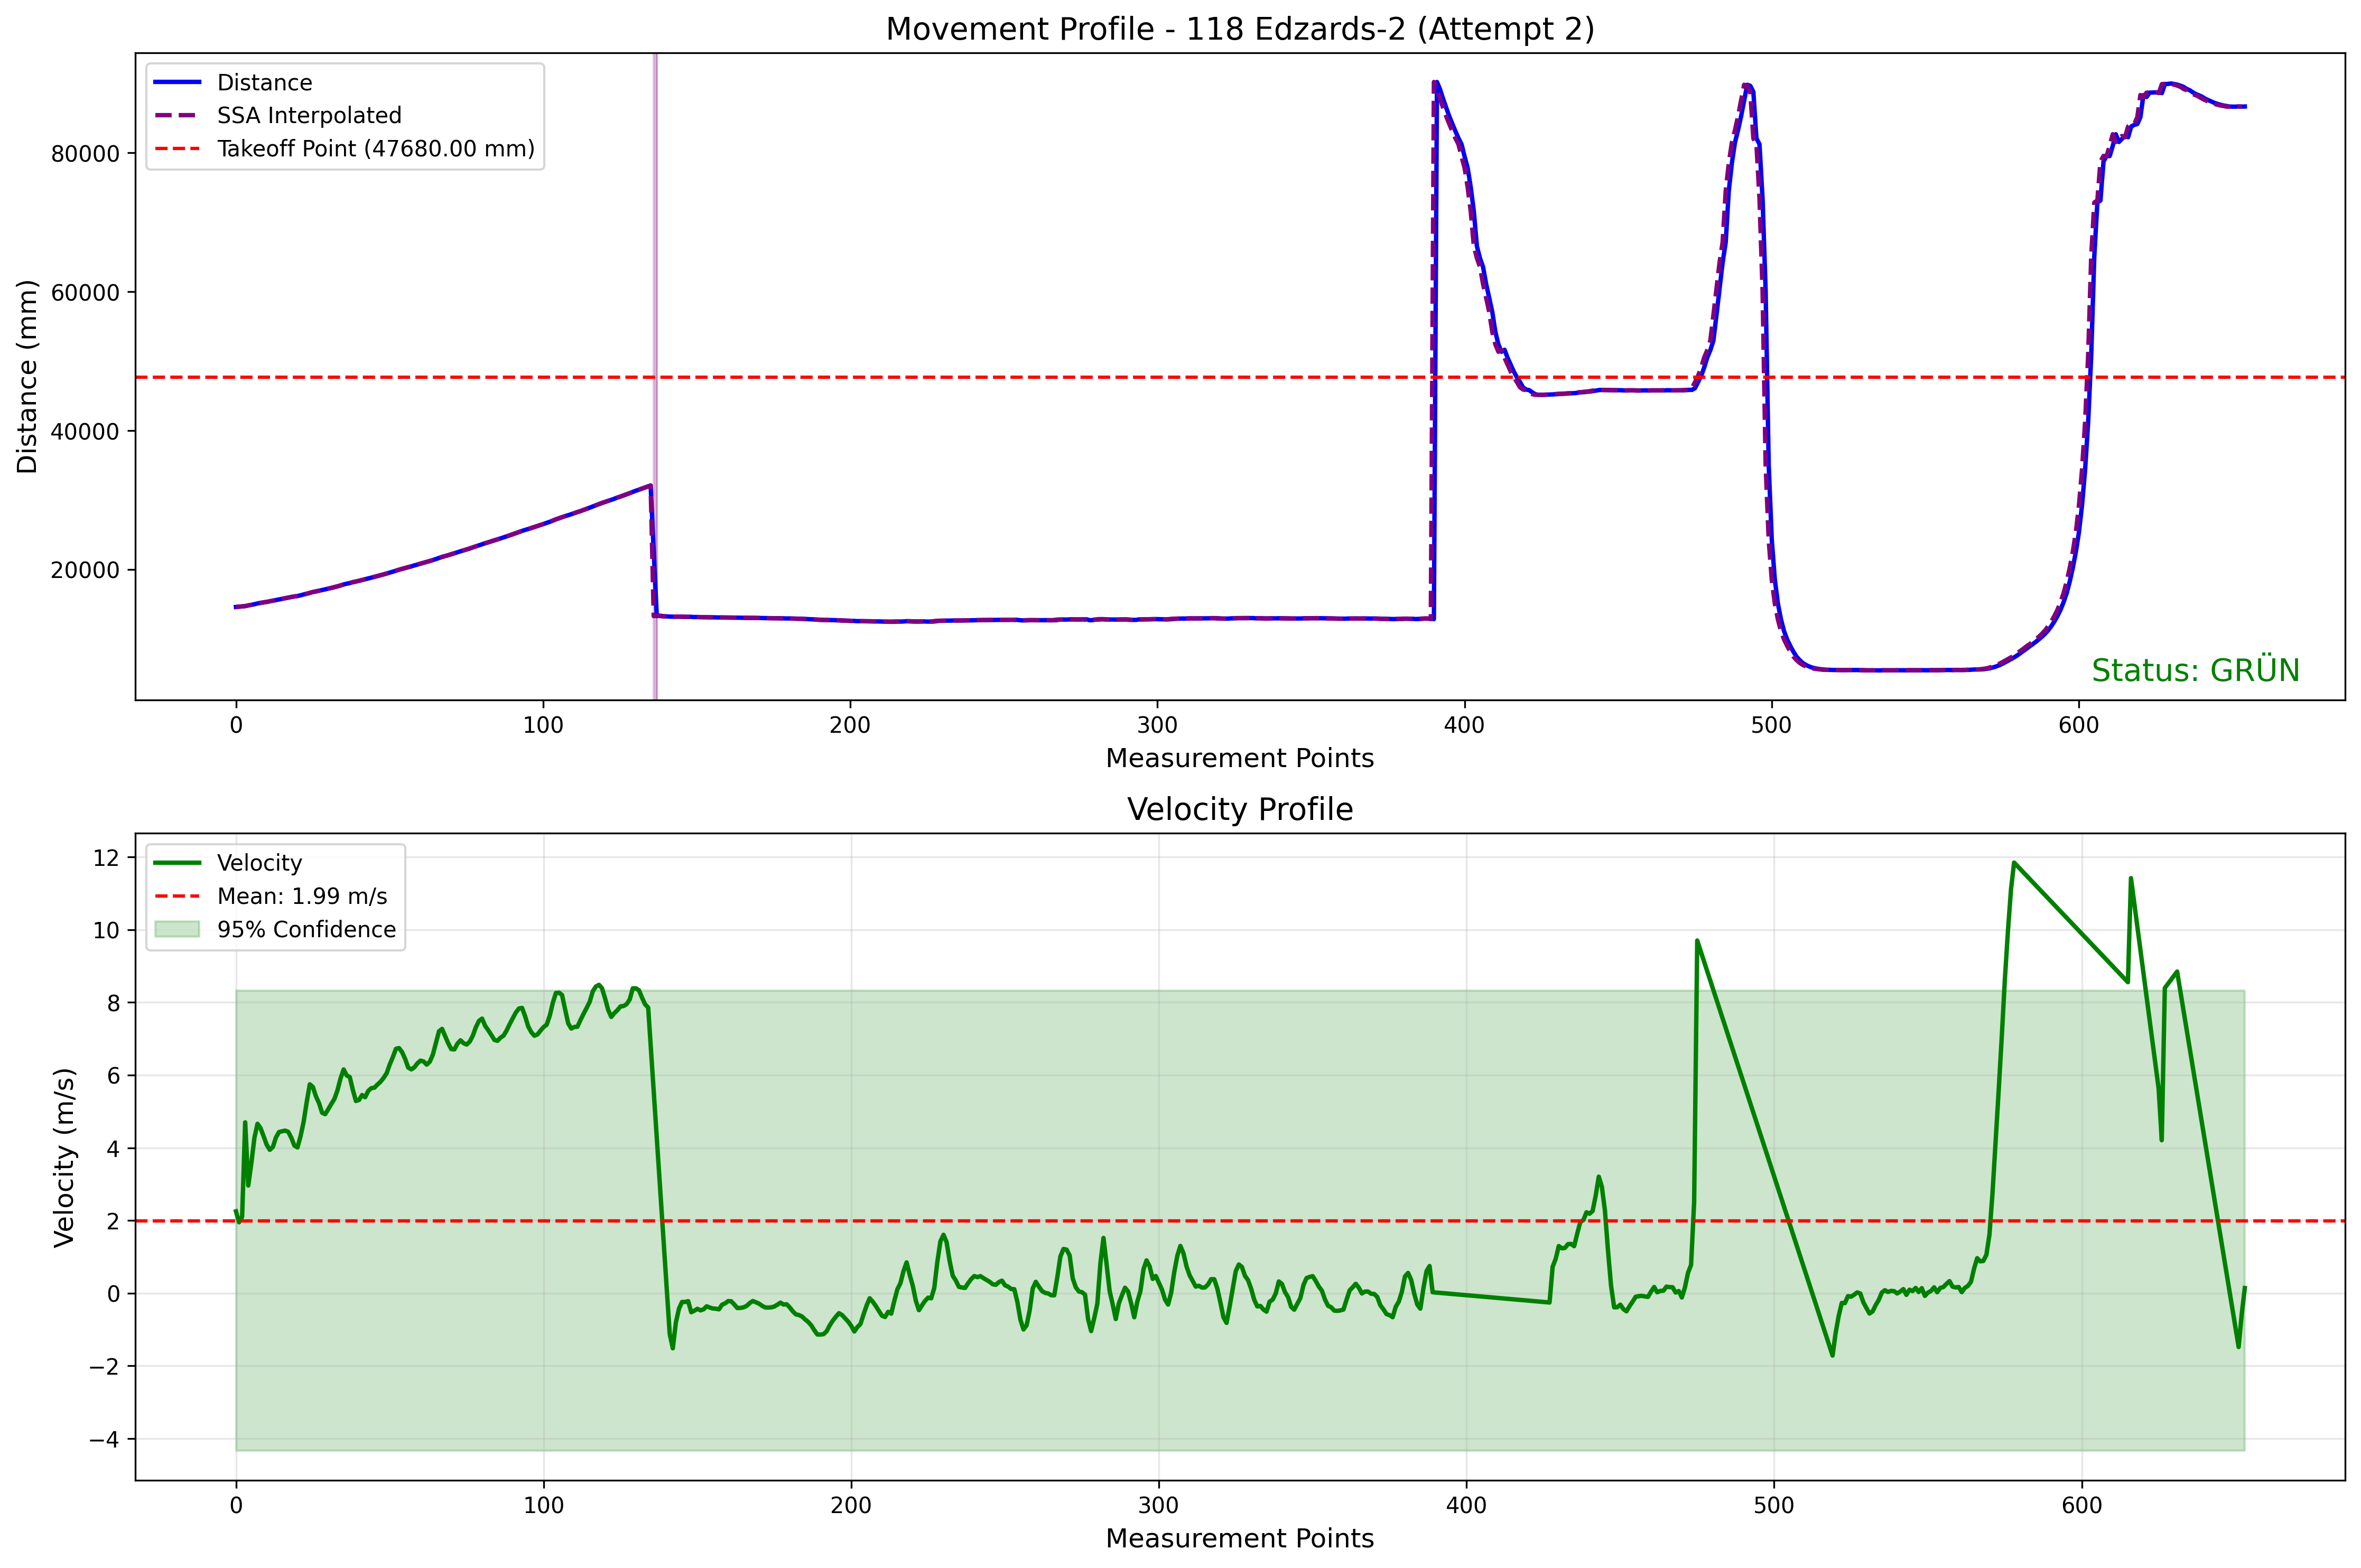 Movement Profile - 118 Edzards-2 (Attempt 2)
Distance
SSA Interpolated
Takeoff Point (47680.00 mm)
Distance (mm)
80000
60000
40000
20000
Status: GRÜN
0
100
200
300
400
500
600
Measurement Points
Velocity Profile
Velocity
Mean: 1.99 m/s
95% Confidence
Velocity (m/s)
12
10
8
6
4
2
0
−2
−4
0
100
200
300
400
500
600
Measurement Points